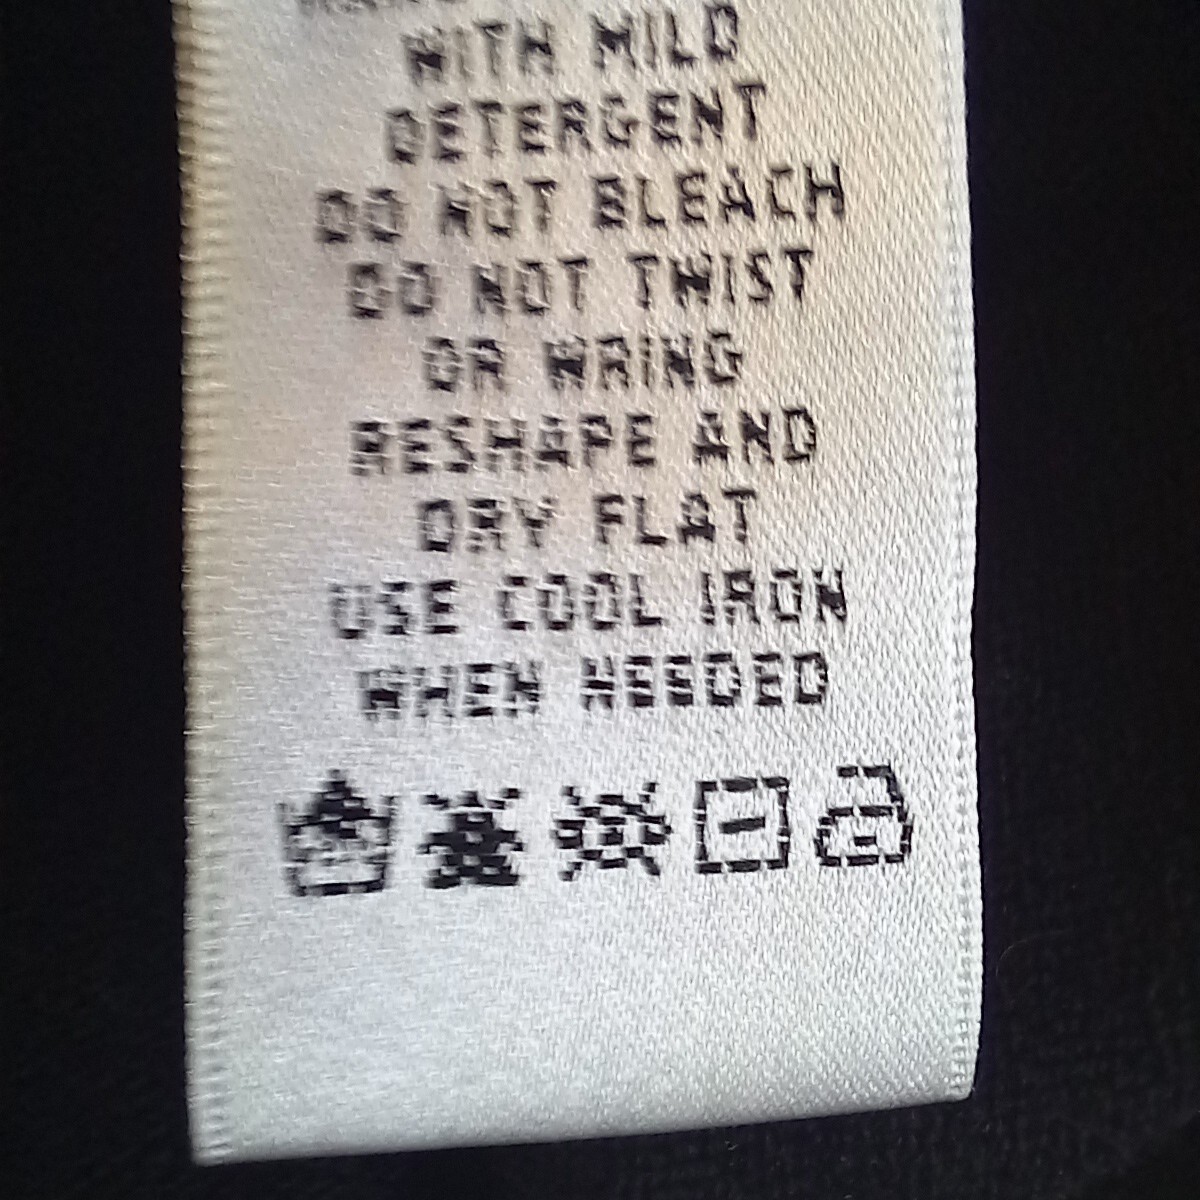 WITH MILD
DETERGENT
DO NOT BLEACH
DO NOT TWIST
OR WRING
RESHAPE AND
DRY FLAT
USE COOL IRON
WHEN NEEDED